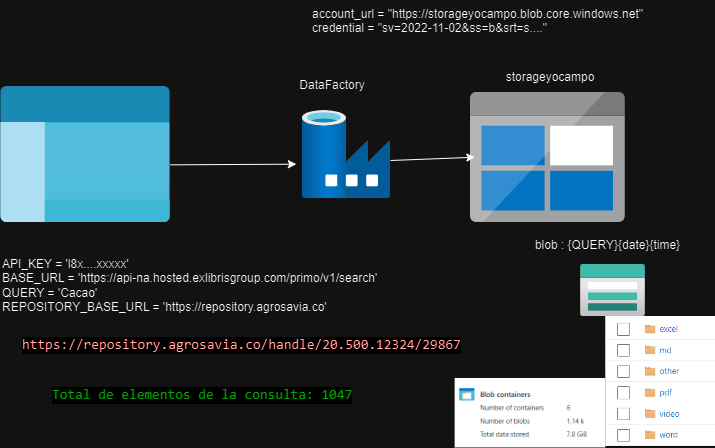 account_url = "https://storageyocampo.blob.core.windows.net"
credential = "sv=2022-11-02&ss=b&srt=s...."
DataFactory
storageyocampo
blob : {QUERY}{date}{time}
API_KEY = 'l8x....xxxxx'
BASE_URL = 'https://api-na.hosted.exlibrisgroup.com/primo/v1/search'
QUERY = 'Cacao'
REPOSITORY_BASE_URL = 'https://repository.agrosavia.co'
https://repository.agrosavia.co/handle/20.500.12324/29867
Total de elementos de la consulta: 1047
Blob containers
Number of containers 6
Number of blobs 1.14 k
Total data stored 7.8 GiB
excel
md
other
pdf
video
word